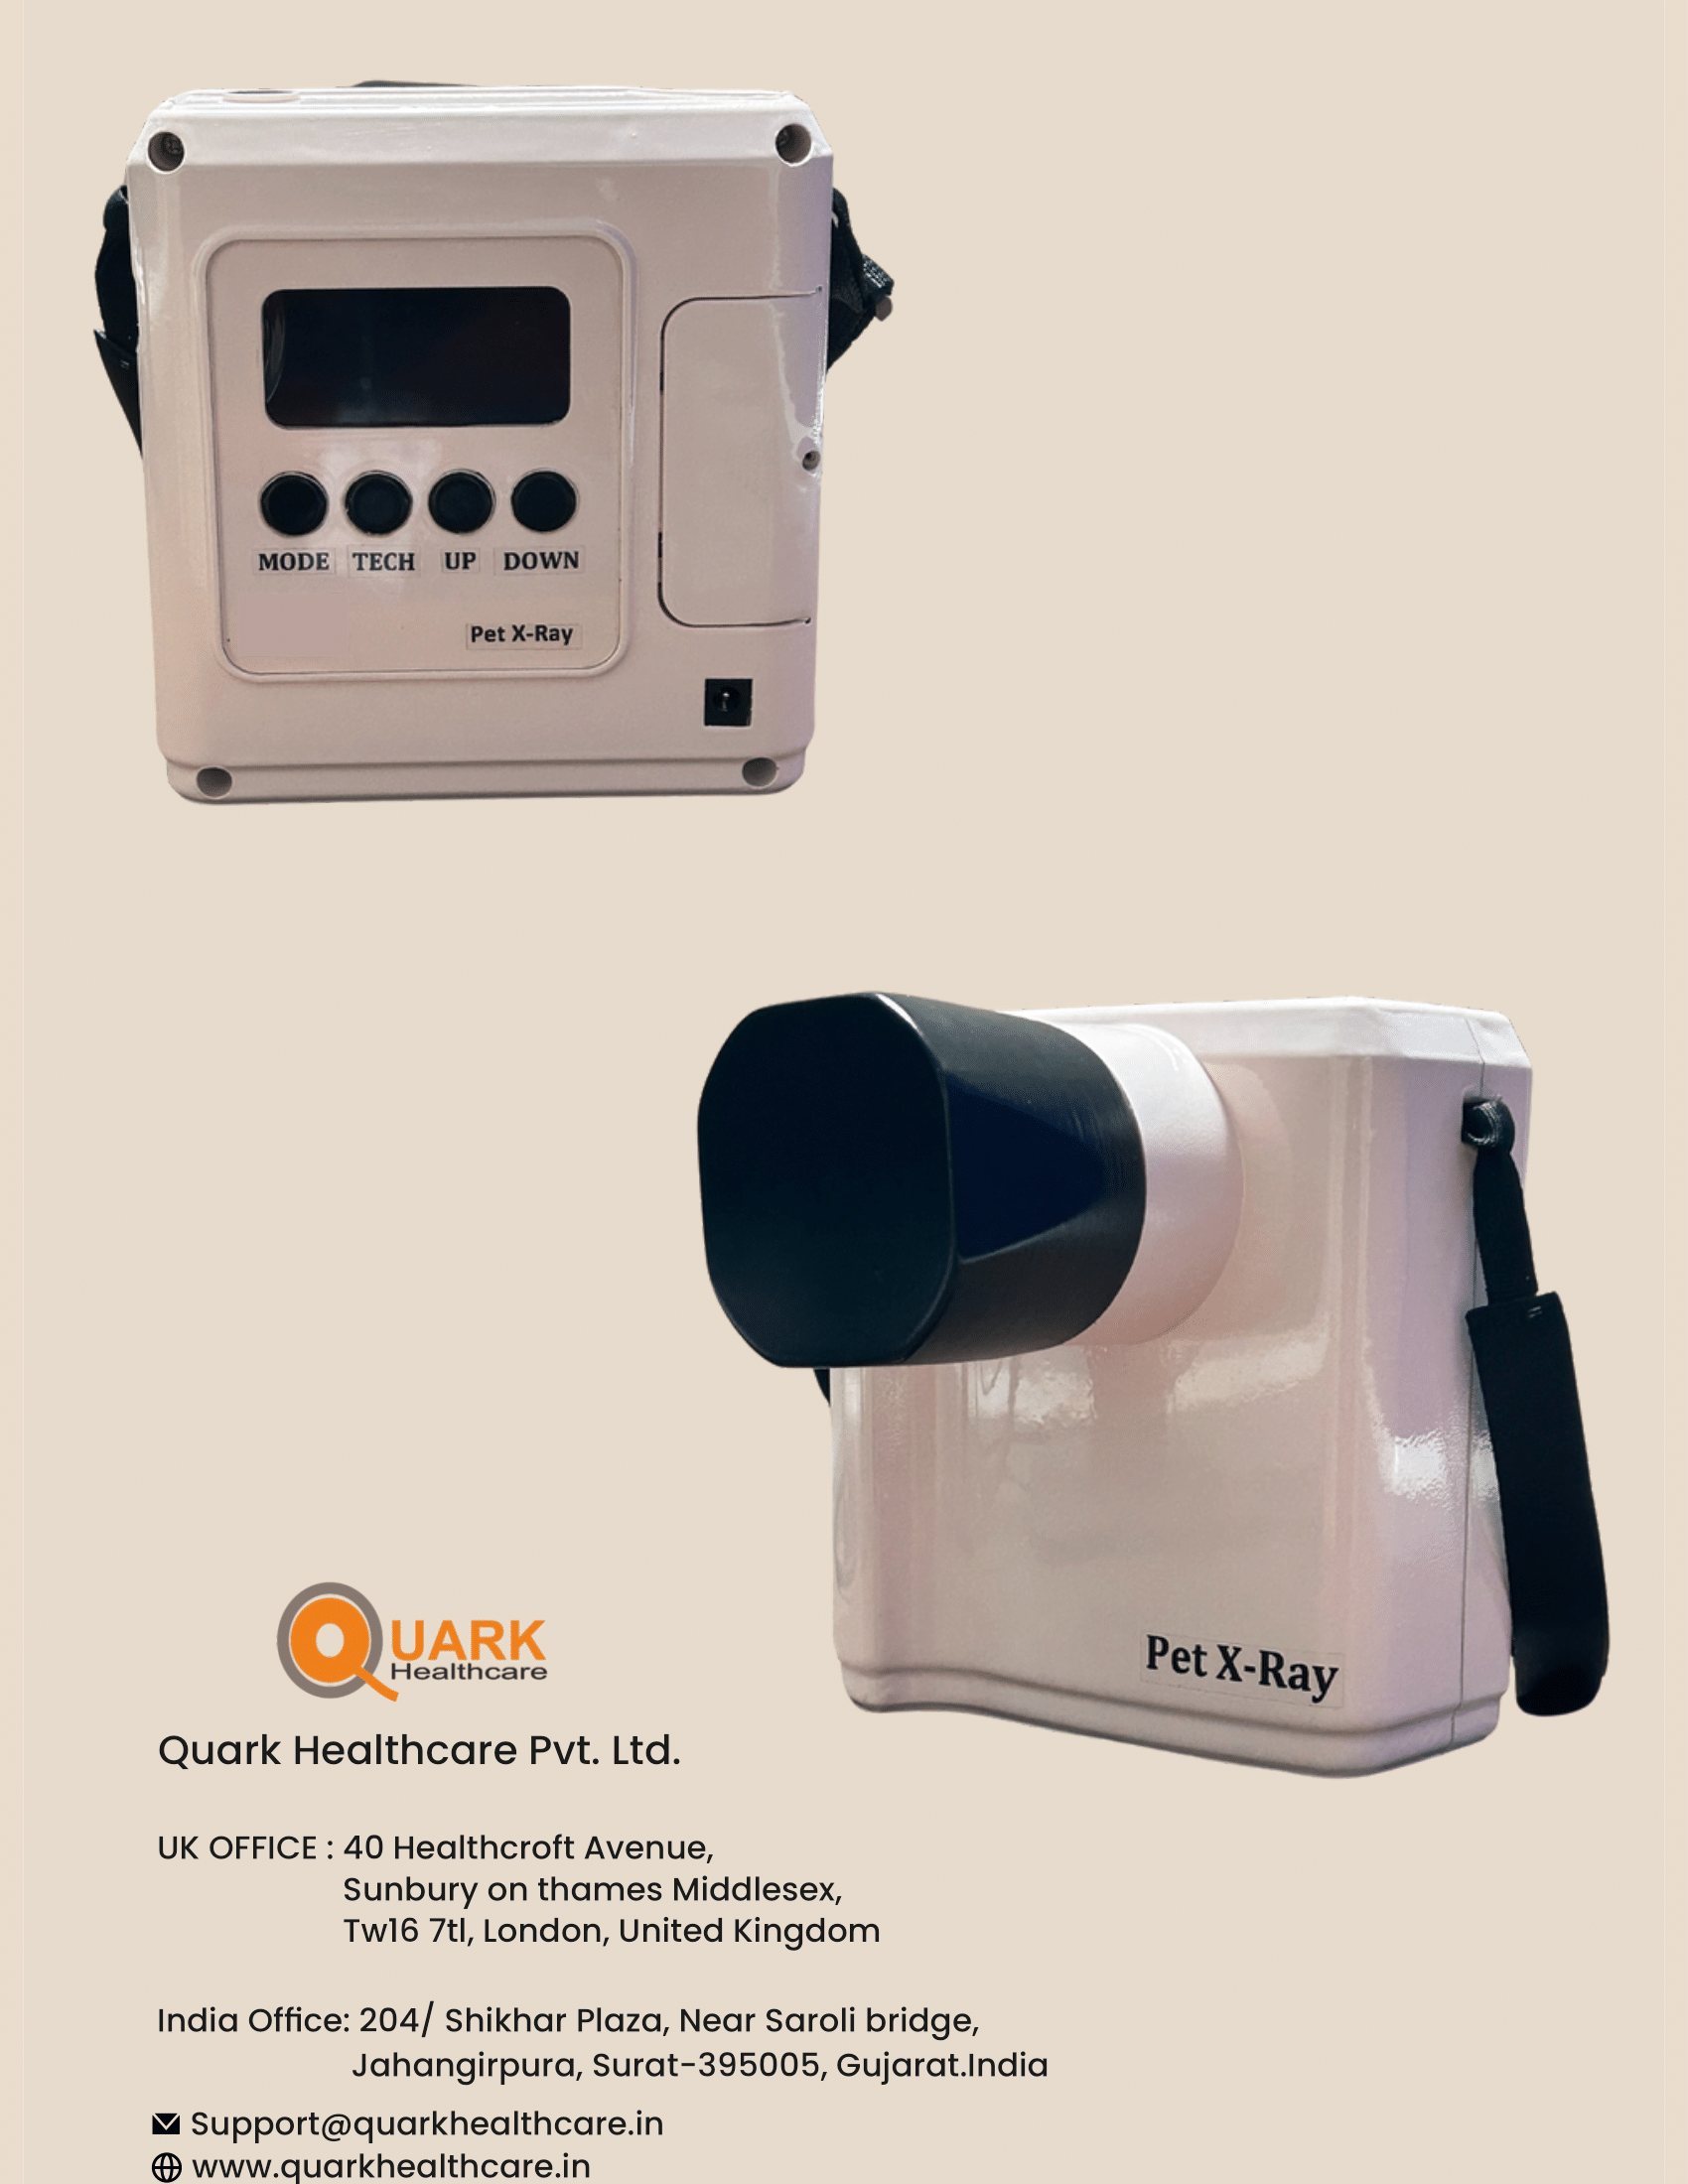 MODE TECH UP DOWN
Pet X-Ray
Pet X-Ray
QUARK
Healthcare
Quark Healthcare Pvt. Ltd.
UK OFFICE : 40 Healthcroft Avenue,
Sunbury on thames Middlesex,
Tw16 7tl, London, United Kingdom
India Office: 204/ Shikhar Plaza, Near Saroli bridge,
Jahangirpura, Surat-395005, Gujarat.India
Support@quarkhealthcare.in
www.quarkhealthcare.in